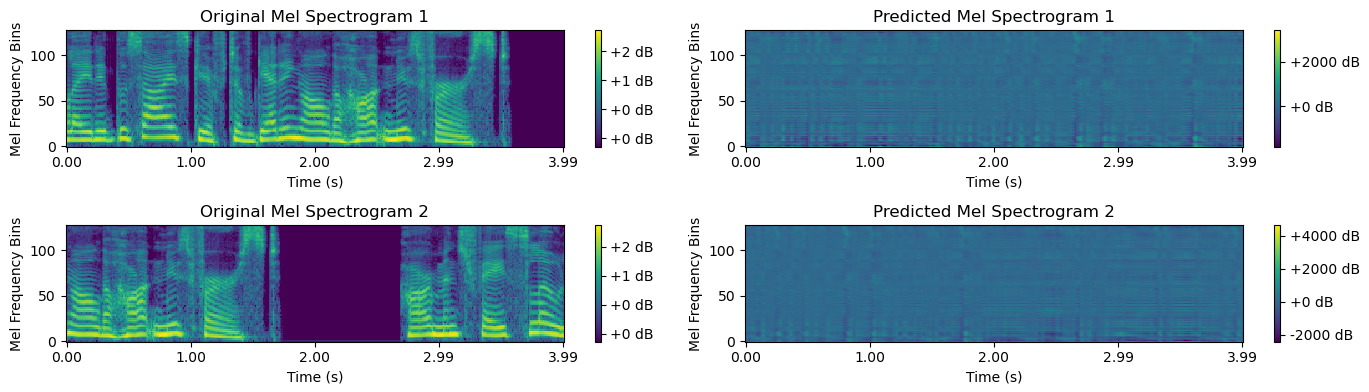 Original Mel Spectrogram 1
Mel Frequency Bins
100
50
0
0.00 1.00 2.00 2.99 3.99
Time (s)
+2 dB
+1 dB
+0 dB
+0 dB
Predicted Mel Spectrogram 1
Mel Frequency Bins
100
50
0
0.00 1.00 2.00 2.99 3.99
Time (s)
+2000 dB
+0 dB
Original Mel Spectrogram 2
Mel Frequency Bins
100
50
0
0.00 1.00 2.00 2.99 3.99
Time (s)
+2 dB
+1 dB
+0 dB
+0 dB
Predicted Mel Spectrogram 2
Mel Frequency Bins
100
50
0
0.00 1.00 2.00 2.99 3.99
Time (s)
+4000 dB
+2000 dB
+0 dB
-2000 dB